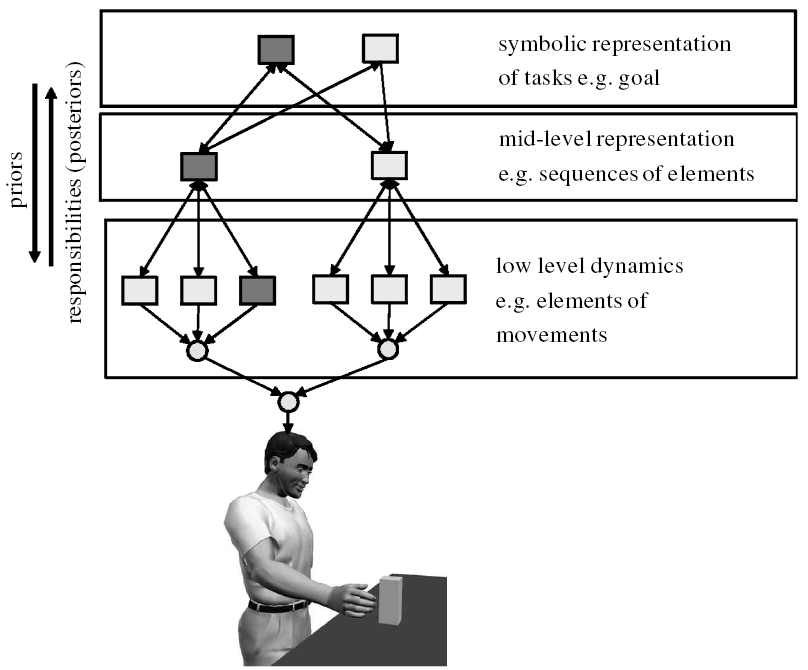 symbolic representation
of tasks e.g. goal
mid-level representation
e.g. sequences of elements
low level dynamics
e.g. elements of
movements
priors
responsibilities (posteriors)